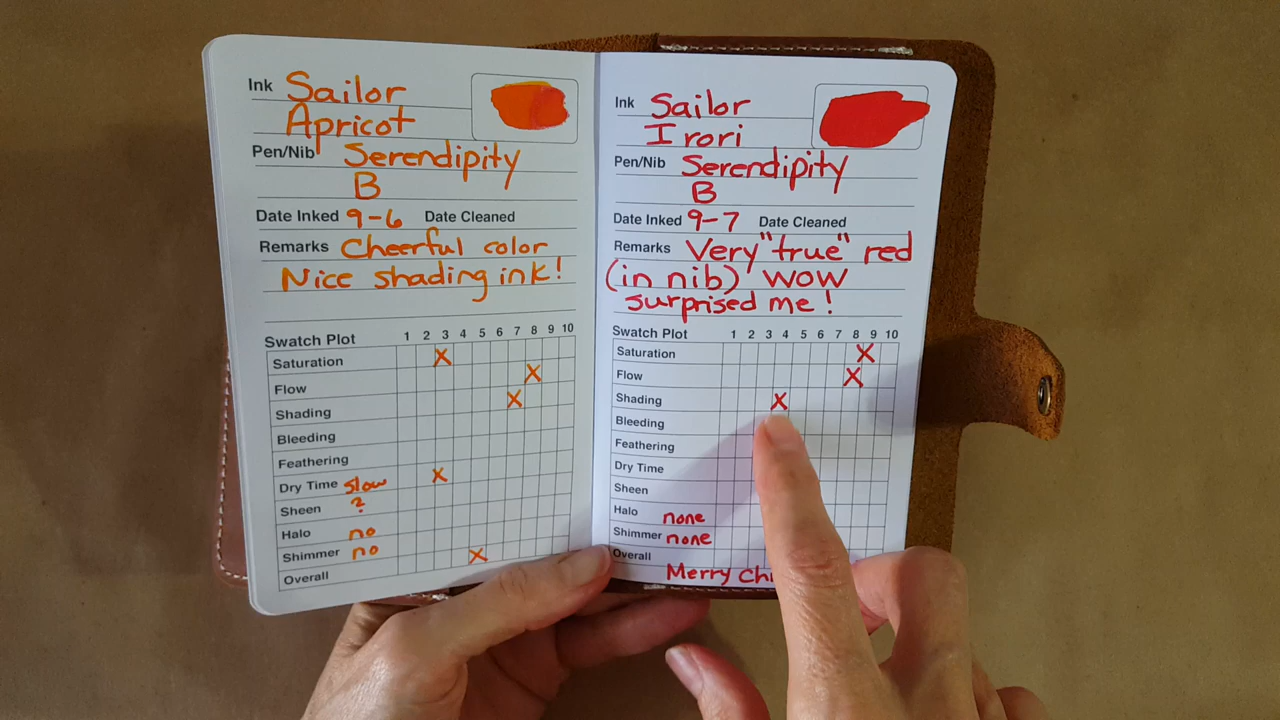 Ink Sailor
Apricot
Pen/Nib Serendipity
B
Date Inked 9-6 Date Cleaned
Remarks Cheerful color
Nice shading ink!
Swatch Plot 1 2 3 4 5 6 7 8 9 10
Saturation X
Flow X
Shading X
Bleeding
Feathering
Dry Time slow X
Sheen ?
Halo no
Shimmer no X
Overall
Ink Sailor
Irori
Pen/Nib Serendipity
B
Date Inked 9-7 Date Cleaned
Remarks Very "true" red
(in nib) WOW
surprised me!
Swatch Plot 1 2 3 4 5 6 7 8 9 10
Saturation X
Flow X
Shading X
Bleeding
Feathering
Dry Time
Sheen
Halo none
Shimmer none
Overall
Merry